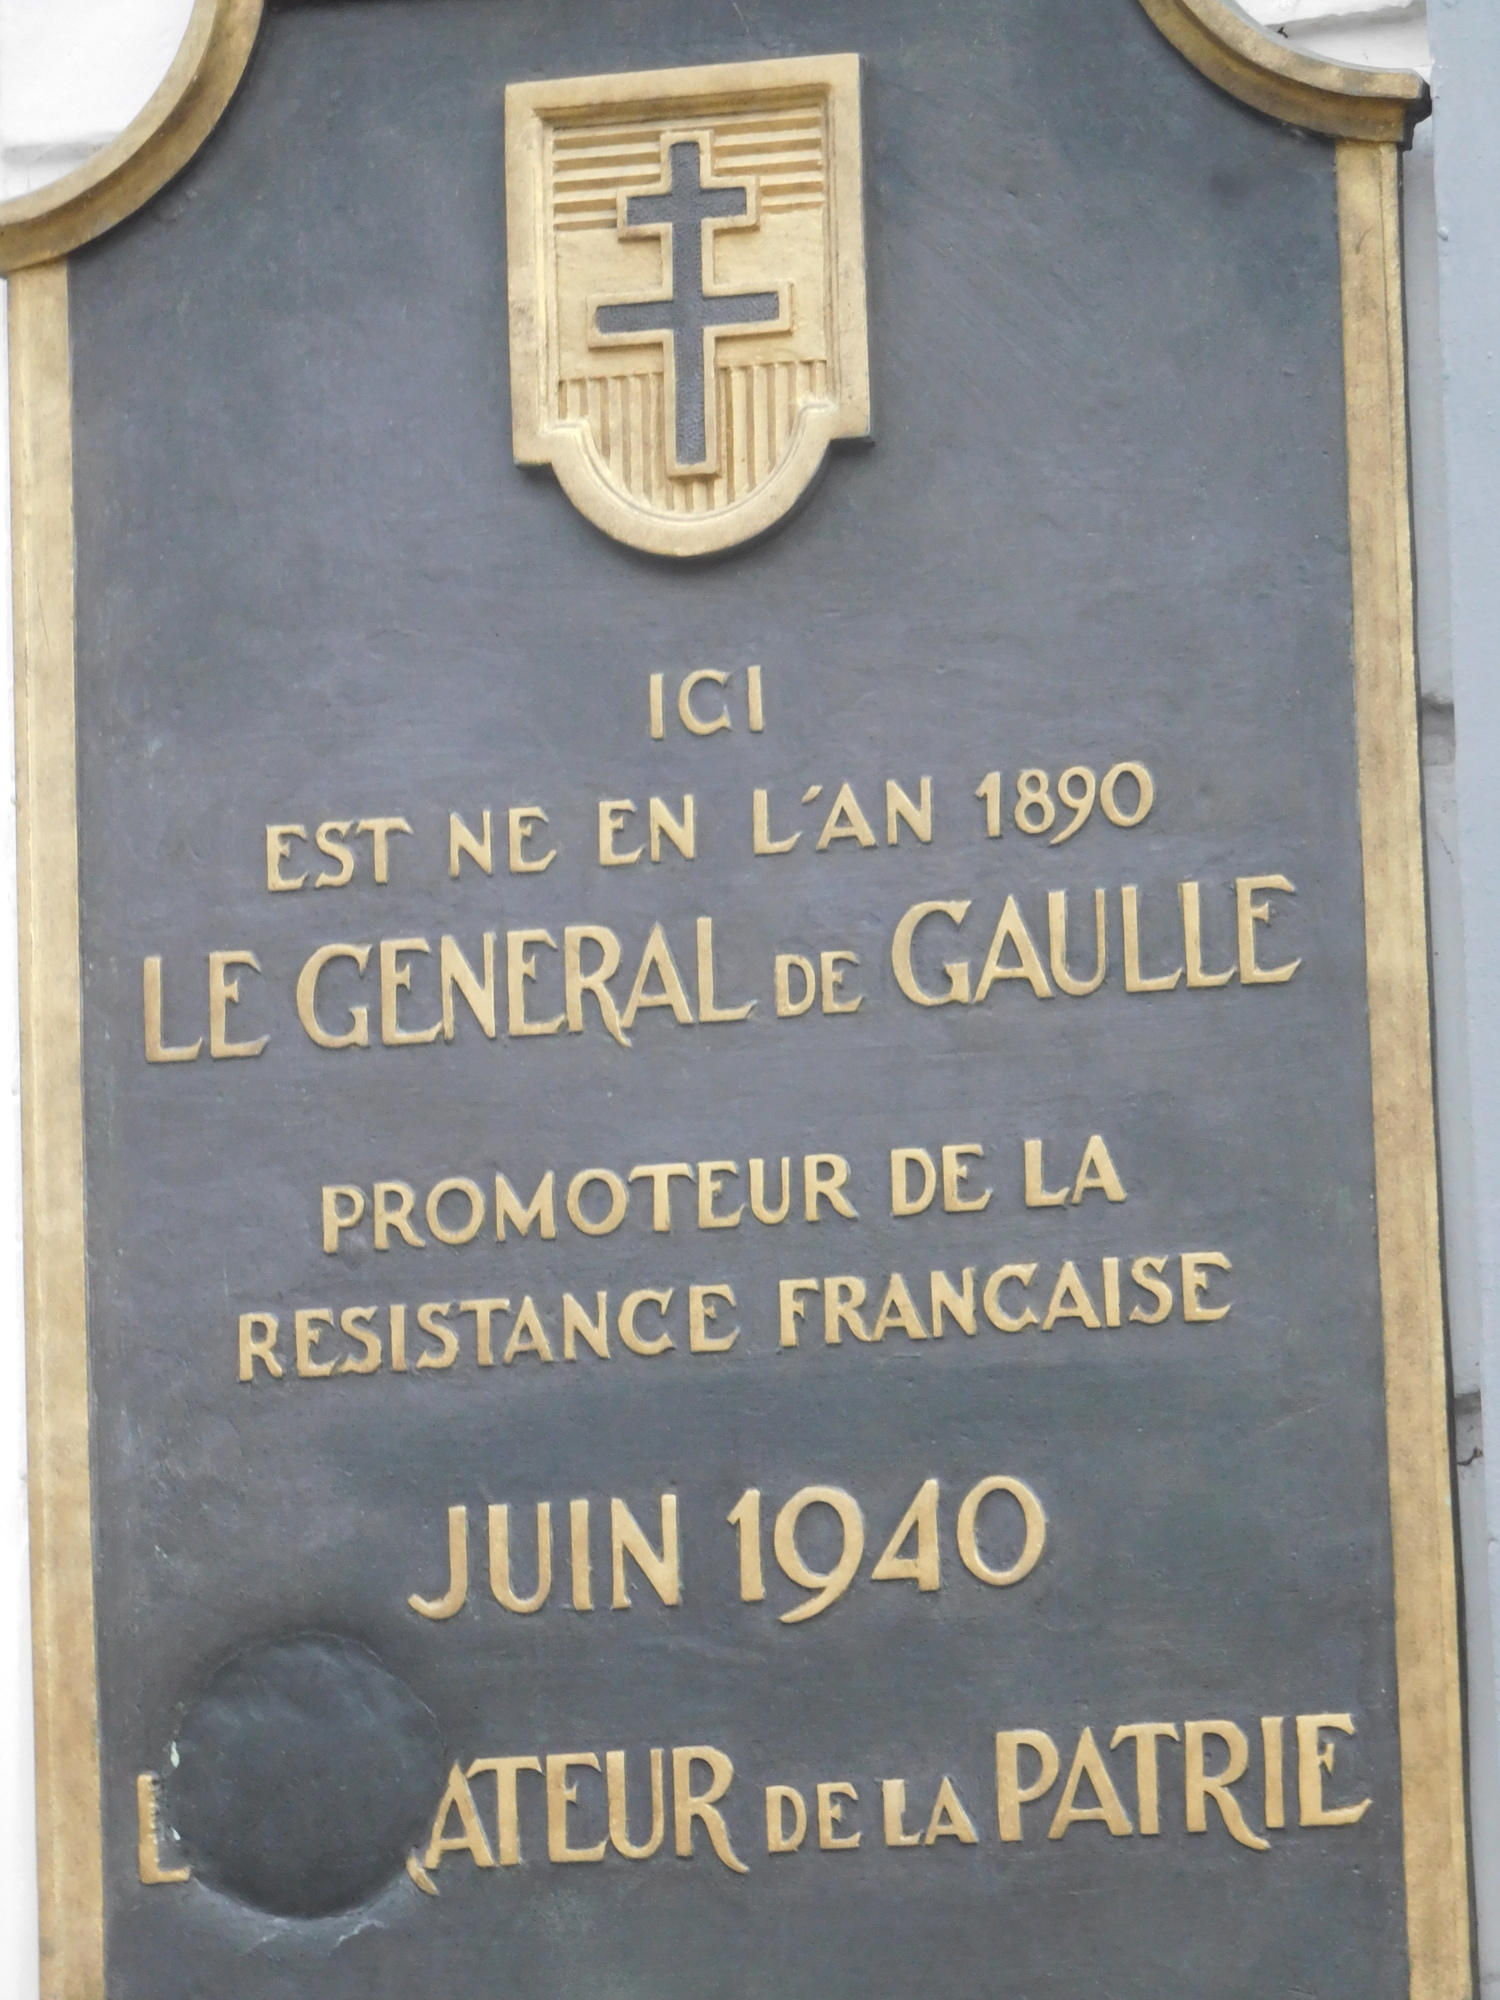 ICI
EST NE EN L'AN 1890
LE GENERAL DE GAULLE
PROMOTEUR DE LA
RESISTANCE FRANCAISE
JUIN 1940
DE LA PATRIE